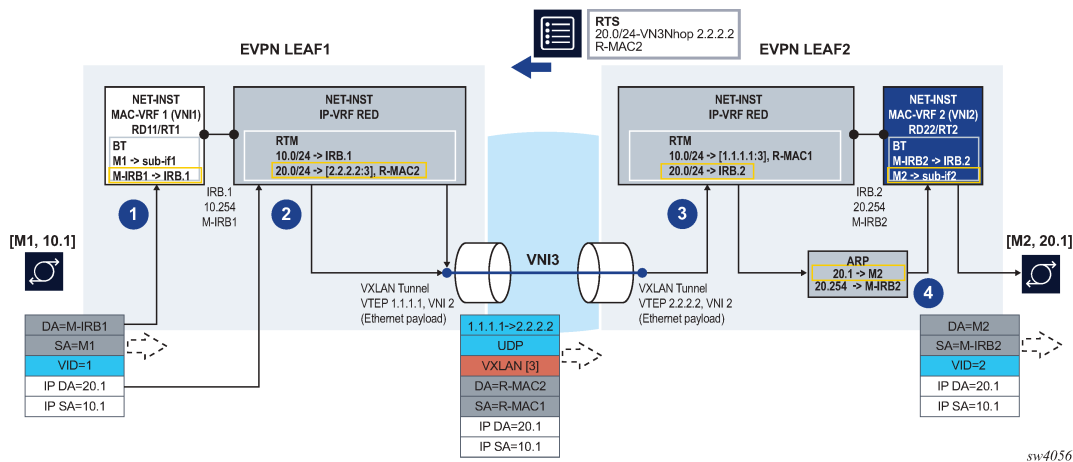 RTS
20.0/24-VN3Nhop 2.2.2.2
R-MAC2
EVPN LEAF1
EVPN LEAF2
NET-INST
MAC-VRF 1 (VNI1)
RD11/RT1
BT
M1 -> sub-if1
M-IRB1 -> IRB.1
NET-INST
IP-VRF RED
RTM
10.0/24 -> IRB.1
20.0/24 -> [2.2.2.2:3], R-MAC2
NET-INST
IP-VRF RED
RTM
10.0/24 -> [1.1.1.1:3], R-MAC1
20.0/24 -> IRB.2
NET-INST
MAC-VRF 2 (VNI2)
RD22/RT2
BT
M-IRB2 -> IRB.2
M2 -> sub-if2
IRB.1
10.254
M-IRB1
IRB.2
20.254
M-IRB2
1
2
3
4
[M1, 10.1]
[M2, 20.1]
VNI3
ARP
20.1 -> M2
20.254 -> M-IRB2
VXLAN Tunnel
VTEP 1.1.1.1, VNI 2
(Ethernet payload)
VXLAN Tunnel
VTEP 2.2.2.2, VNI 2
(Ethernet payload)
DA=M-IRB1
SA=M1
VID=1
IP DA=20.1
IP SA=10.1
1.1.1.1->2.2.2.2
UDP
VXLAN [3]
DA=R-MAC2
SA=R-MAC1
IP DA=20.1
IP SA=10.1
DA=M2
SA=M-IRB2
VID=2
IP DA=20.1
IP SA=10.1
sw4056